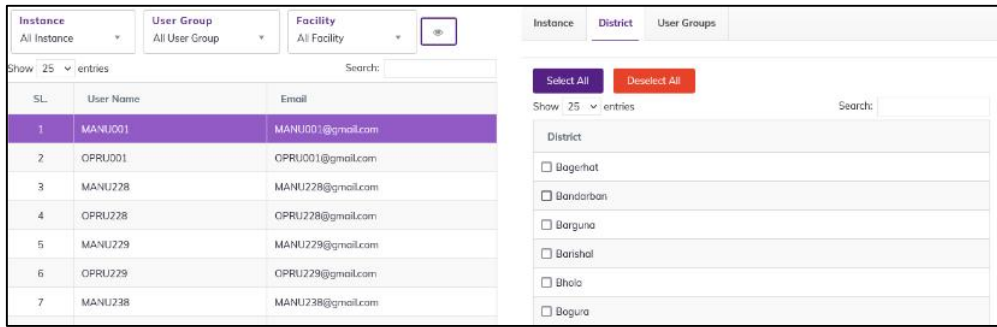 Instance User Group Facility
All Instance All User Group All Facility
Show 25 entries Search:
SL. User Name Email
1 MANU001 MANU001@gmail.com
2 OPRU001 OPRU001@gmail.com
3 MANU228 MANU228@gmail.com
4 OPRU228 OPRU228@gmail.com
5 MANU229 MANU229@gmail.com
6 OPRU229 OPRU229@gmail.com
7 MANU238 MANU238@gmail.com
Instance District User Groups
Select All Deselect All
Show 25 entries Search:
District
Bagerhat
Bandarban
Barguna
Barishal
Bhola
Bogura